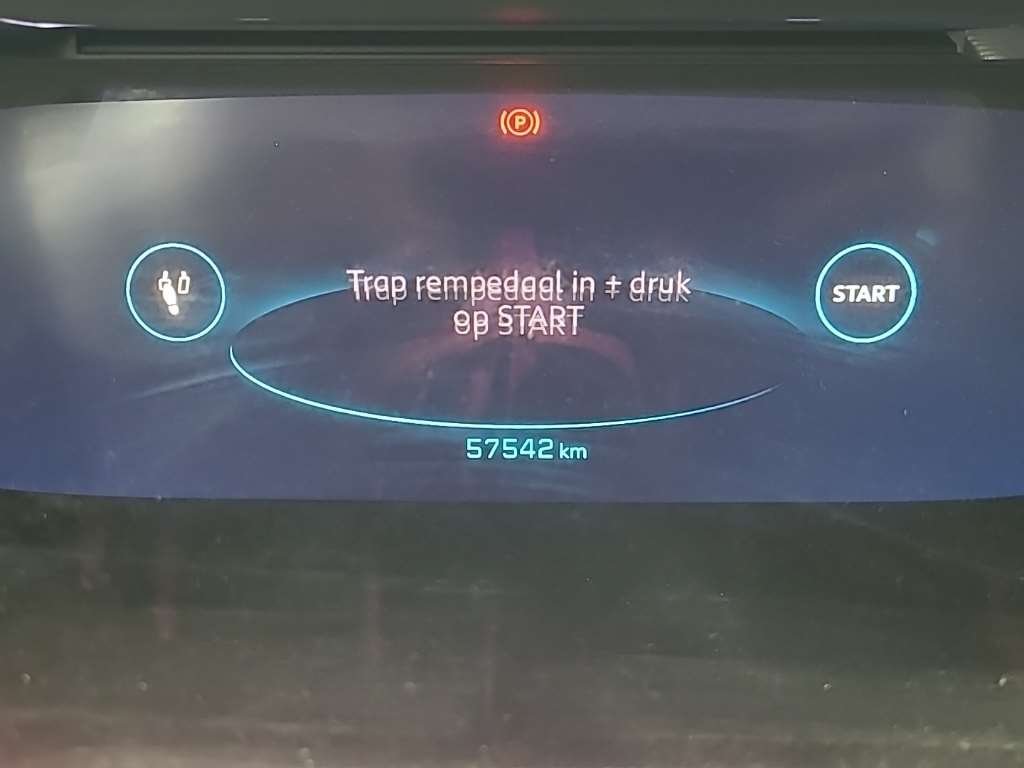 P
Trap rempedaal in + druk
op START
START
57542 km